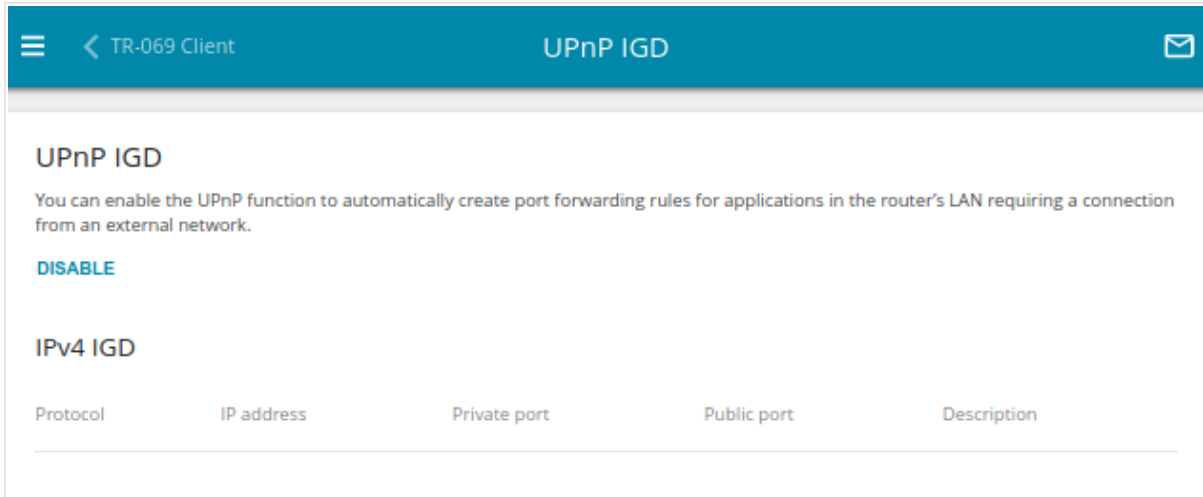 TR-069 Client
UPnP IGD
UPnP IGD
You can enable the UPnP function to automatically create port forwarding rules for applications in the router's LAN requiring a connection
from an external network.
DISABLE
IPv4 IGD
Protocol IP address Private port Public port Description